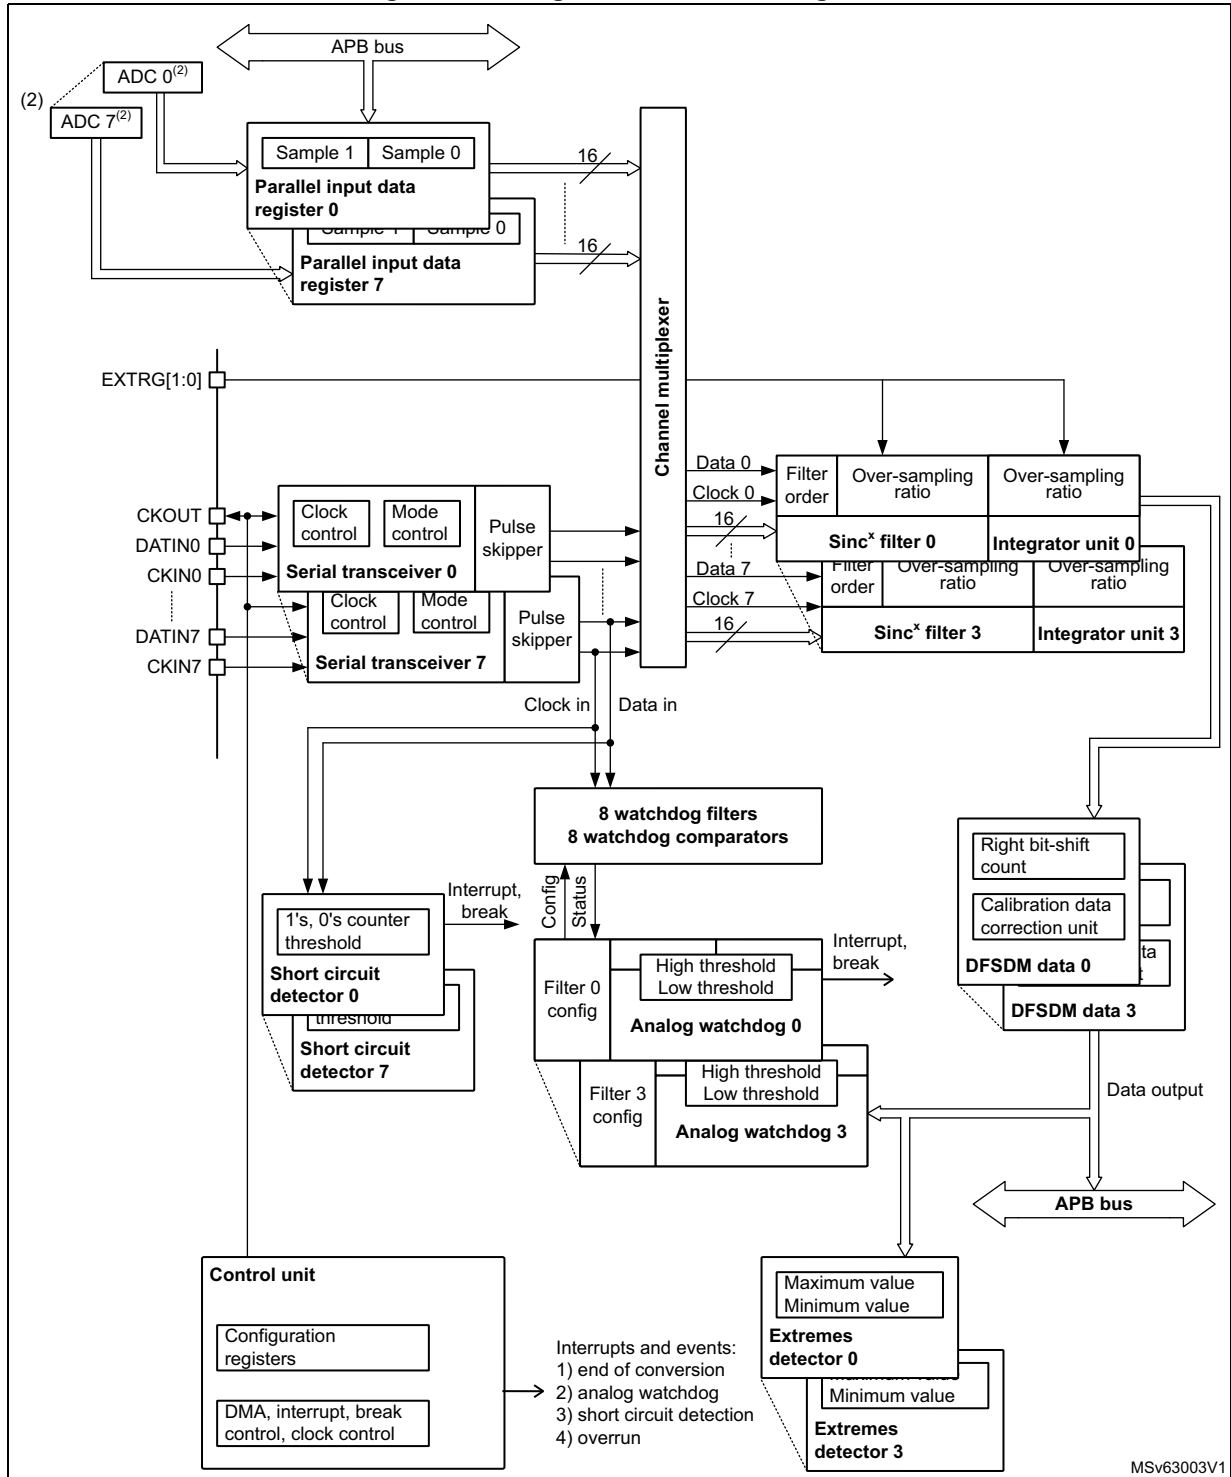 APB bus
ADC 0(2)
(2)
ADC 7(2)
Sample 1
Sample 0
Parallel input data
register 0
Sample 1
Sample 0
Parallel input data
register 7
16
16
Channel multiplexer
EXTRG[1:0]
CKOUT
DATIN0
CKIN0
DATIN7
CKIN7
Clock
control
Mode
control
Pulse
skipper
Serial transceiver 0
Clock
control
Mode
control
Pulse
skipper
Serial transceiver 7
Data 0
Clock 0
16
Data 7
Clock 7
16
Filter
order
Over-sampling
ratio
Over-sampling
ratio
Sincx filter 0
Integrator unit 0
Filter
order
Over-sampling
ratio
Over-sampling
ratio
Sincx filter 3
Integrator unit 3
Clock in
Data in
8 watchdog filters
8 watchdog comparators
Config
Status
1's, 0's counter
threshold
Short circuit
detector 0
threshold
Short circuit
detector 7
Interrupt,
break
Filter 0
config
High threshold
Low threshold
Analog watchdog 0
Interrupt,
break
Filter 3
config
High threshold
Low threshold
Analog watchdog 3
Right bit-shift
count
Calibration data
correction unit
DFSDM data 0
ta
DFSDM data 3
Data output
APB bus
Control unit
Configuration
registers
DMA, interrupt, break
control, clock control
Interrupts and events:
1) end of conversion
2) analog watchdog
3) short circuit detection
4) overrun
Maximum value
Minimum value
Extremes
detector 0
Maximum value
Minimum value
Extremes
detector 3
MSv63003V1